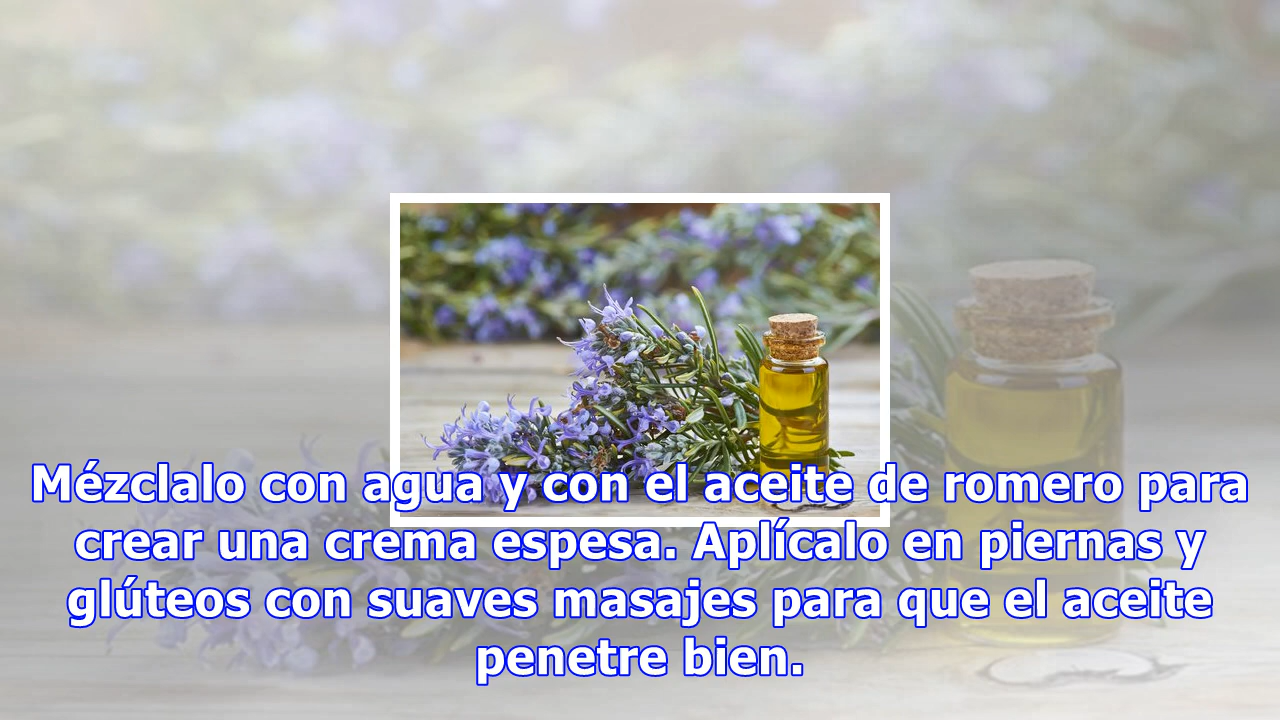 Mézclalo con agua y con el aceite de romero para
crear una crema espesa. Aplícalo en piernas y
glúteos con suaves masajes para que el aceite
penetre bien.